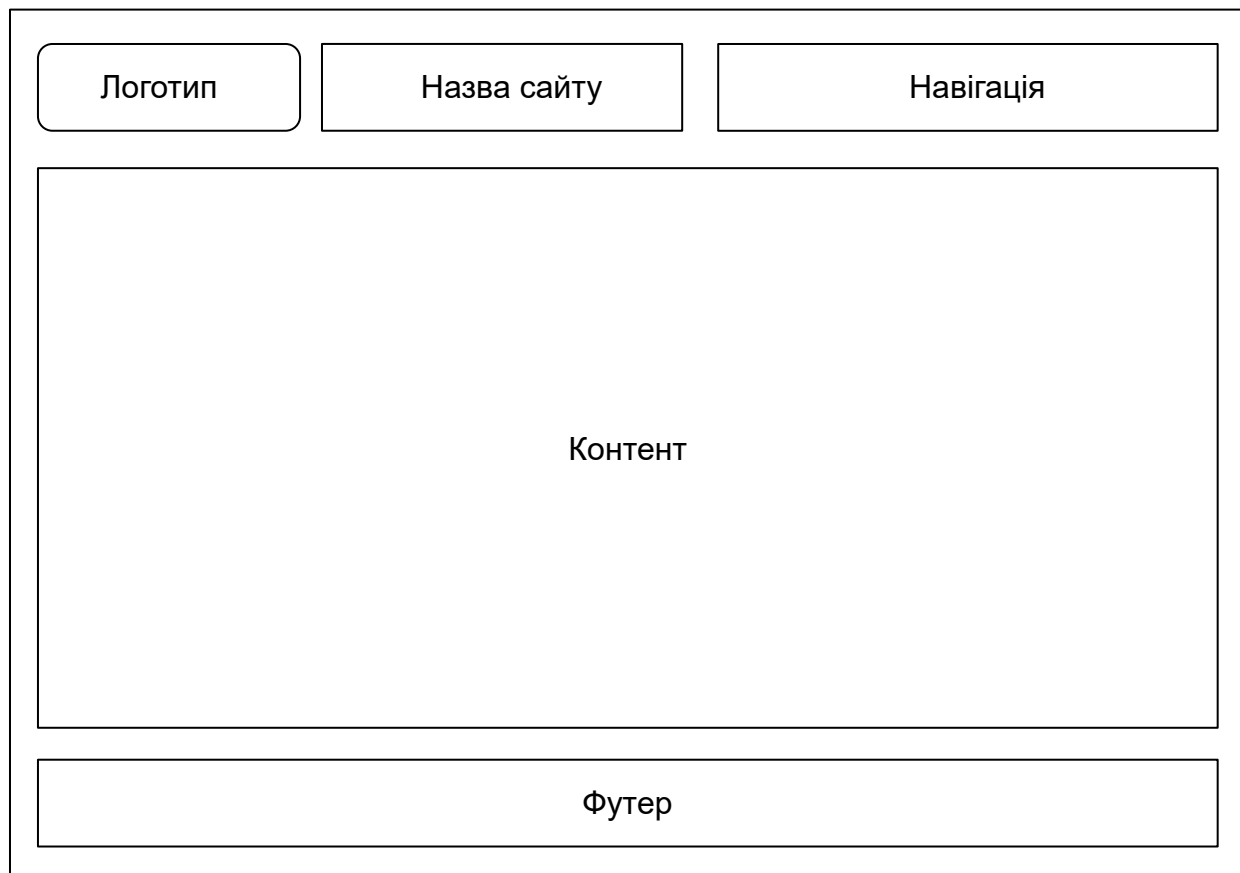 Логотип
Назва сайту
Навігація
Контент
Футер